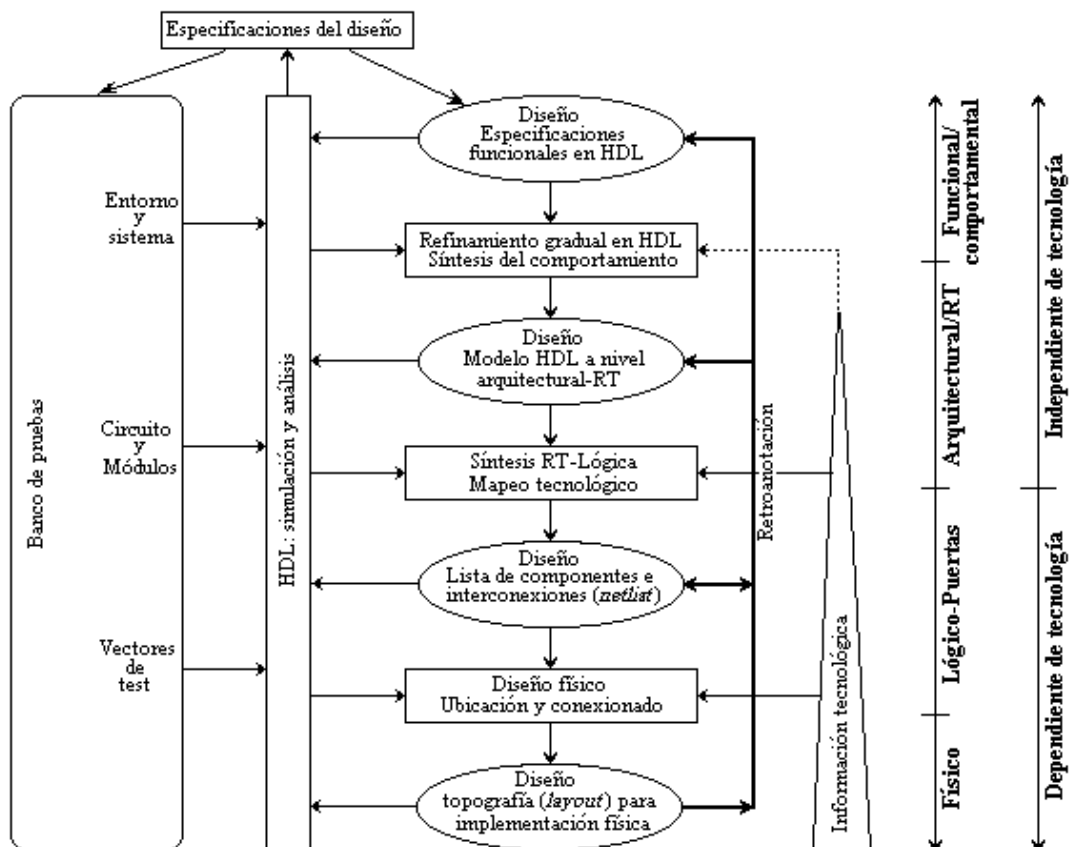 Especificaciones del diseño
Diseño
Especificaciones
funcionales en HDL
Entorno
y
sistema
Refinamiento gradual en HDL
Síntesis del comportamiento
Diseño
Modelo HDL a nivel
arquitectural-RT
Circuito
y
Módulos
Síntesis RT-Lógica
Mapeo tecnológico
Diseño
Lista de componentes e
interconexiones (netlist)
Vectores
de
test
Diseño físico
Ubicación y conexionado
Diseño
topografía (layout) para
implementación física
Banco de pruebas
HDL: simulación y análisis
Retroanotación
Información tecnológica
Funcional/
comportamental
Arquitectural/RT
Lógico-Puertas
Físico
Independiente de tecnología
Dependiente de tecnología